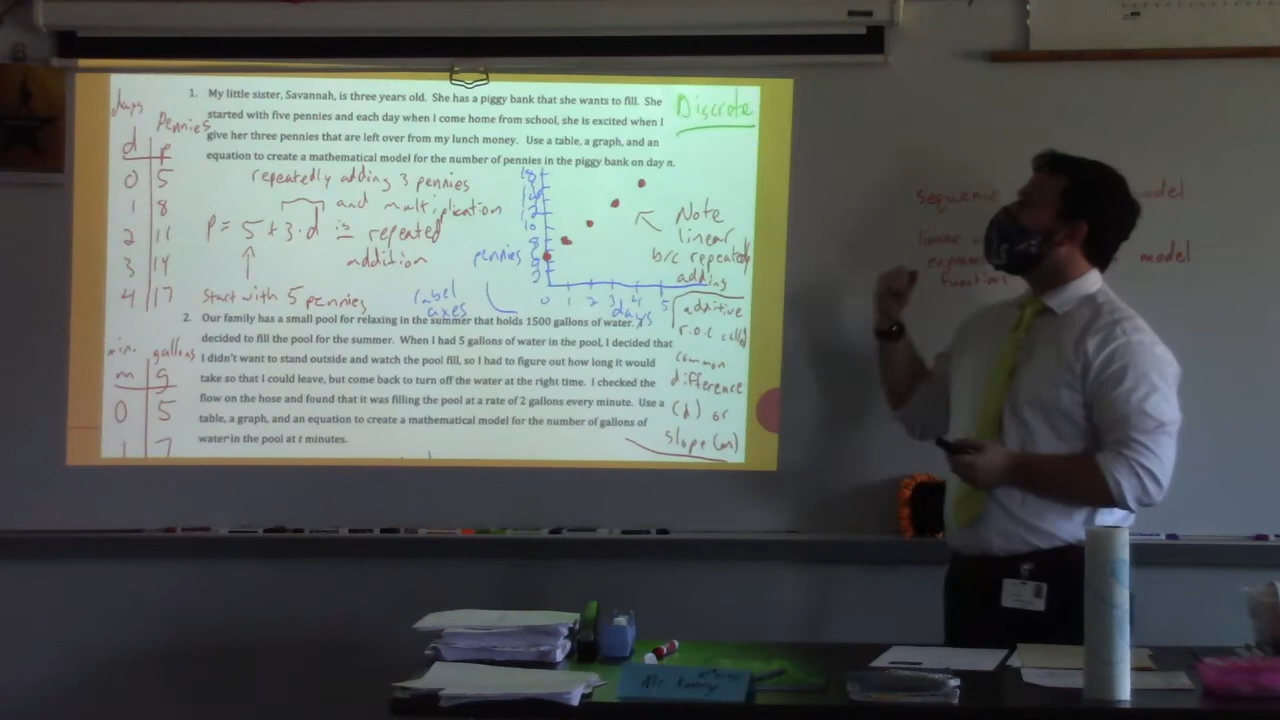 1. My little sister, Savannah, is three years old. She has a piggy bank that she wants to fill. She
started with five pennies and each day when I come home from school, she is excited when I
give her three pennies that are left over from my lunch money. Use a table, a graph, and an
equation to create a mathematical model for the number of pennies in the piggy bank on day n.
Discrete
days Pennies
d p
0 5
1 8
2 11
3 14
4 17
repeatedly adding 3 pennies
and multiplication
p = 5 + 3·d is repeated
addition
start with 5 pennies
pennies
label
axes
0 1 2 3 4 5
days
Note
linear
b/c repeated
adding
additive
r.o.c. called
common
difference
(d) or
slope (m)
2. Our family has a small pool for relaxing in the summer that holds 1500 gallons of water. I
decided to fill the pool for the summer. When I had 5 gallons of water in the pool, I decided that
I didn't want to stand outside and watch the pool fill, so I had to figure out how long it would
take so that I could leave, but come back to turn off the water at the right time. I checked the
flow on the hose and found that it was filling the pool at a rate of 2 gallons every minute. Use a
table, a graph, and an equation to create a mathematical model for the number of gallons of
water in the pool at t minutes.
min. gallons
m g
0 5
1 7
sequence model
linear
model
functions